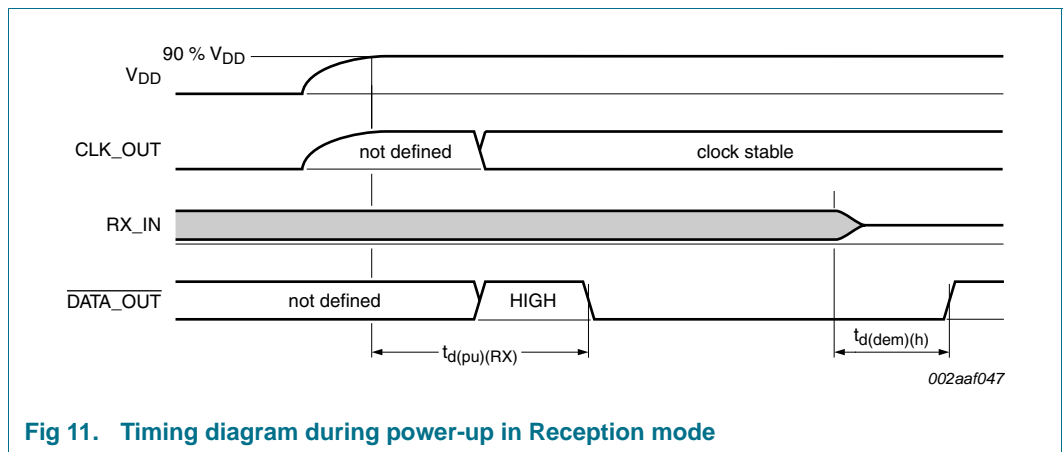 90 % VDD
VDD
CLK_OUT
not defined
clock stable
RX_IN
DATA_OUT
not defined
HIGH
td(pu)(RX)
td(dem)(h)
002aaf047
Fig 11. Timing diagram during power-up in Reception mode